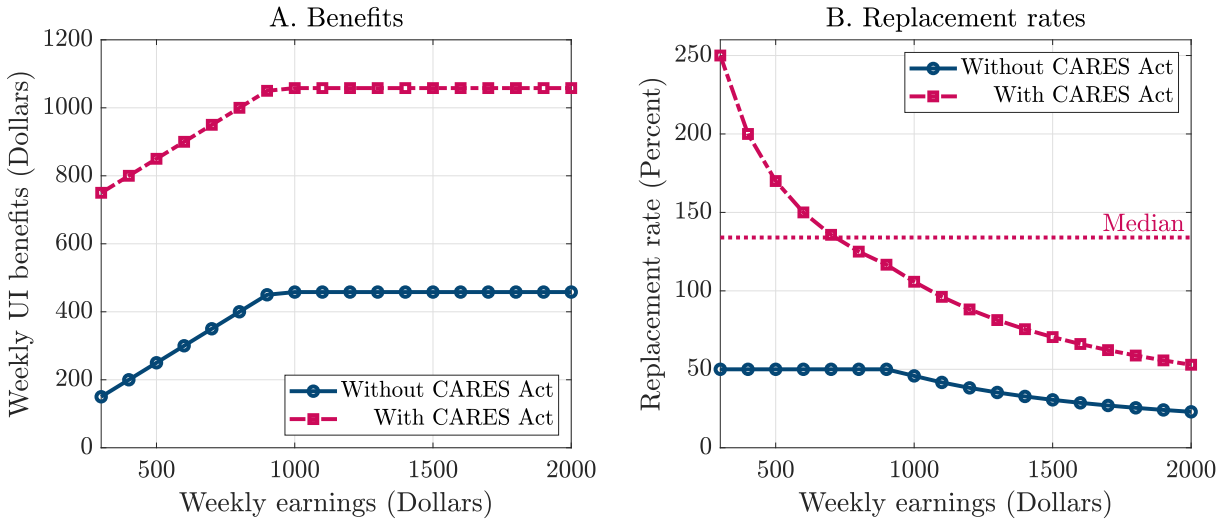 A. Benefits
Weekly UI benefits (Dollars)
1200
1000
800
600
400
200
0
500
1000
1500
2000
Weekly earnings (Dollars)
Without CARES Act
With CARES Act
B. Replacement rates
Replacement rate (Percent)
250
200
150
100
50
0
500
1000
1500
2000
Weekly earnings (Dollars)
Without CARES Act
With CARES Act
Median